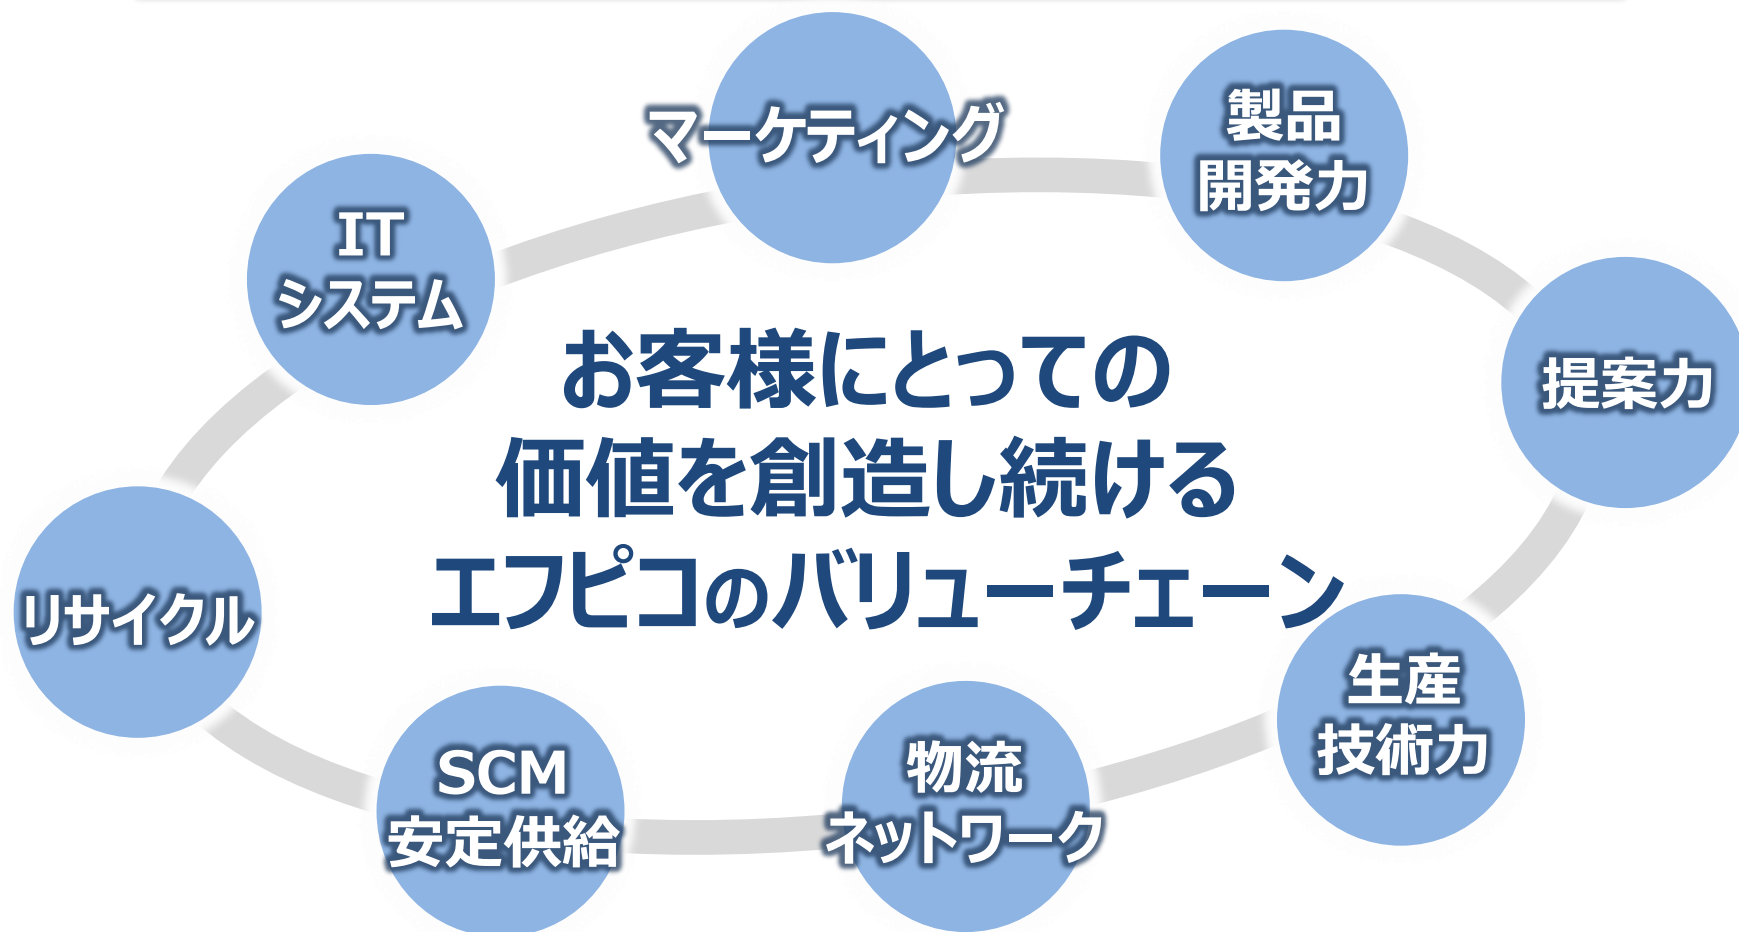 マーケティング
製品
開発力
IT
システム
提案力
お客様にとっての
価値を創造し続ける
エフピコのバリューチェーン
リサイクル
生産
技術力
SCM
安定供給
物流
ネットワーク